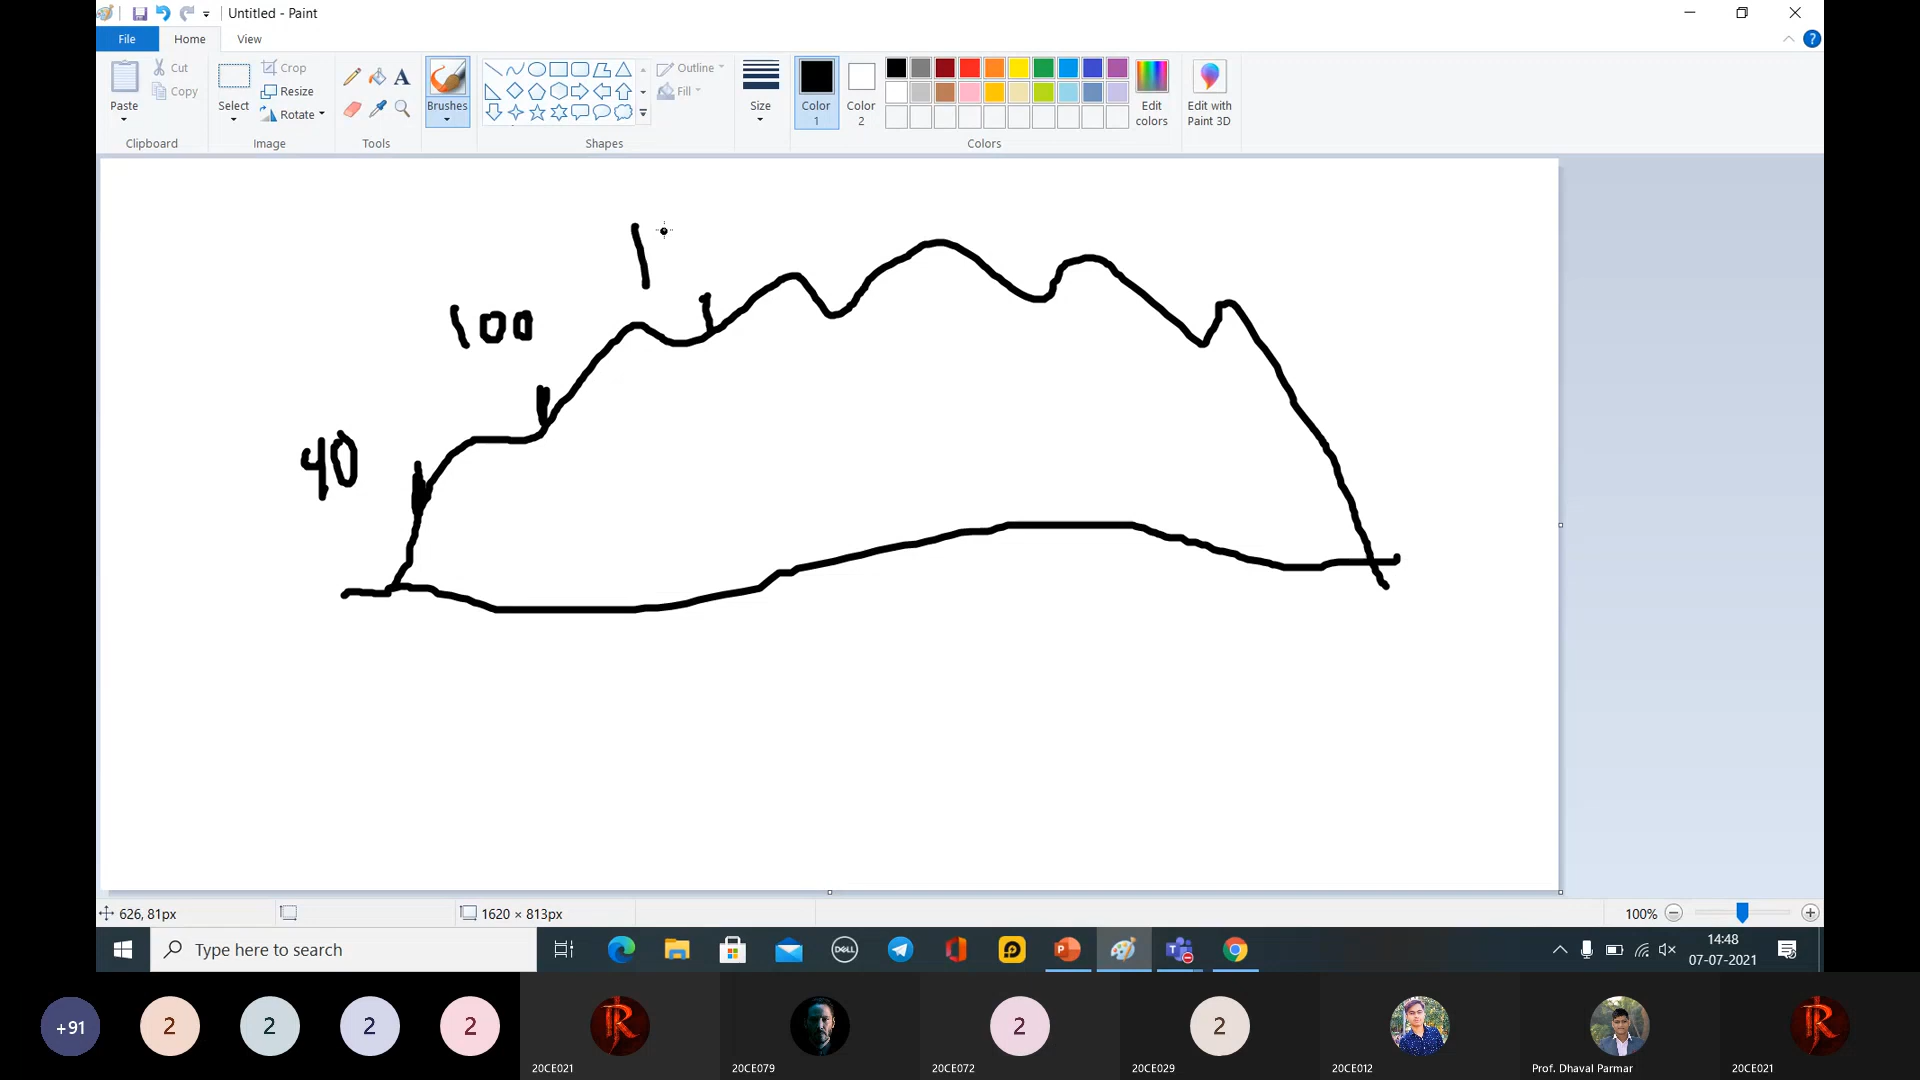 Untitled - Paint
File Home View
Paste
Cut
Copy
Clipboard
Select
Crop
Resize
Rotate
Image
Tools
Brushes
Shapes
Outline
Fill
Size
Color 1
Color 2
Edit colors
Colors
Edit with Paint 3D
1
100
40
626, 81px
1620 × 813px
100%
Type here to search
DELL
14:48
07-07-2021
+91 2 2 2 2 2 2
20CE021 20CE079 20CE072 20CE029 20CE012 Prof. Dhaval Parmar 20CE021